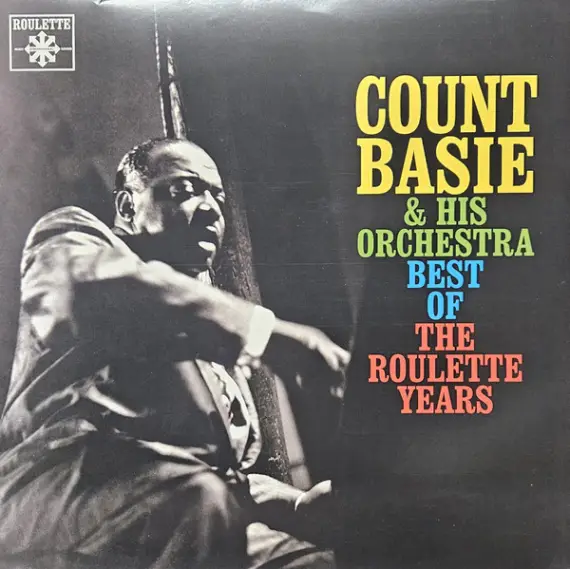 ROULETTE
COUNT
BASIE
& HIS
ORCHESTRA
BEST
OF
THE
ROULETTE
YEARS